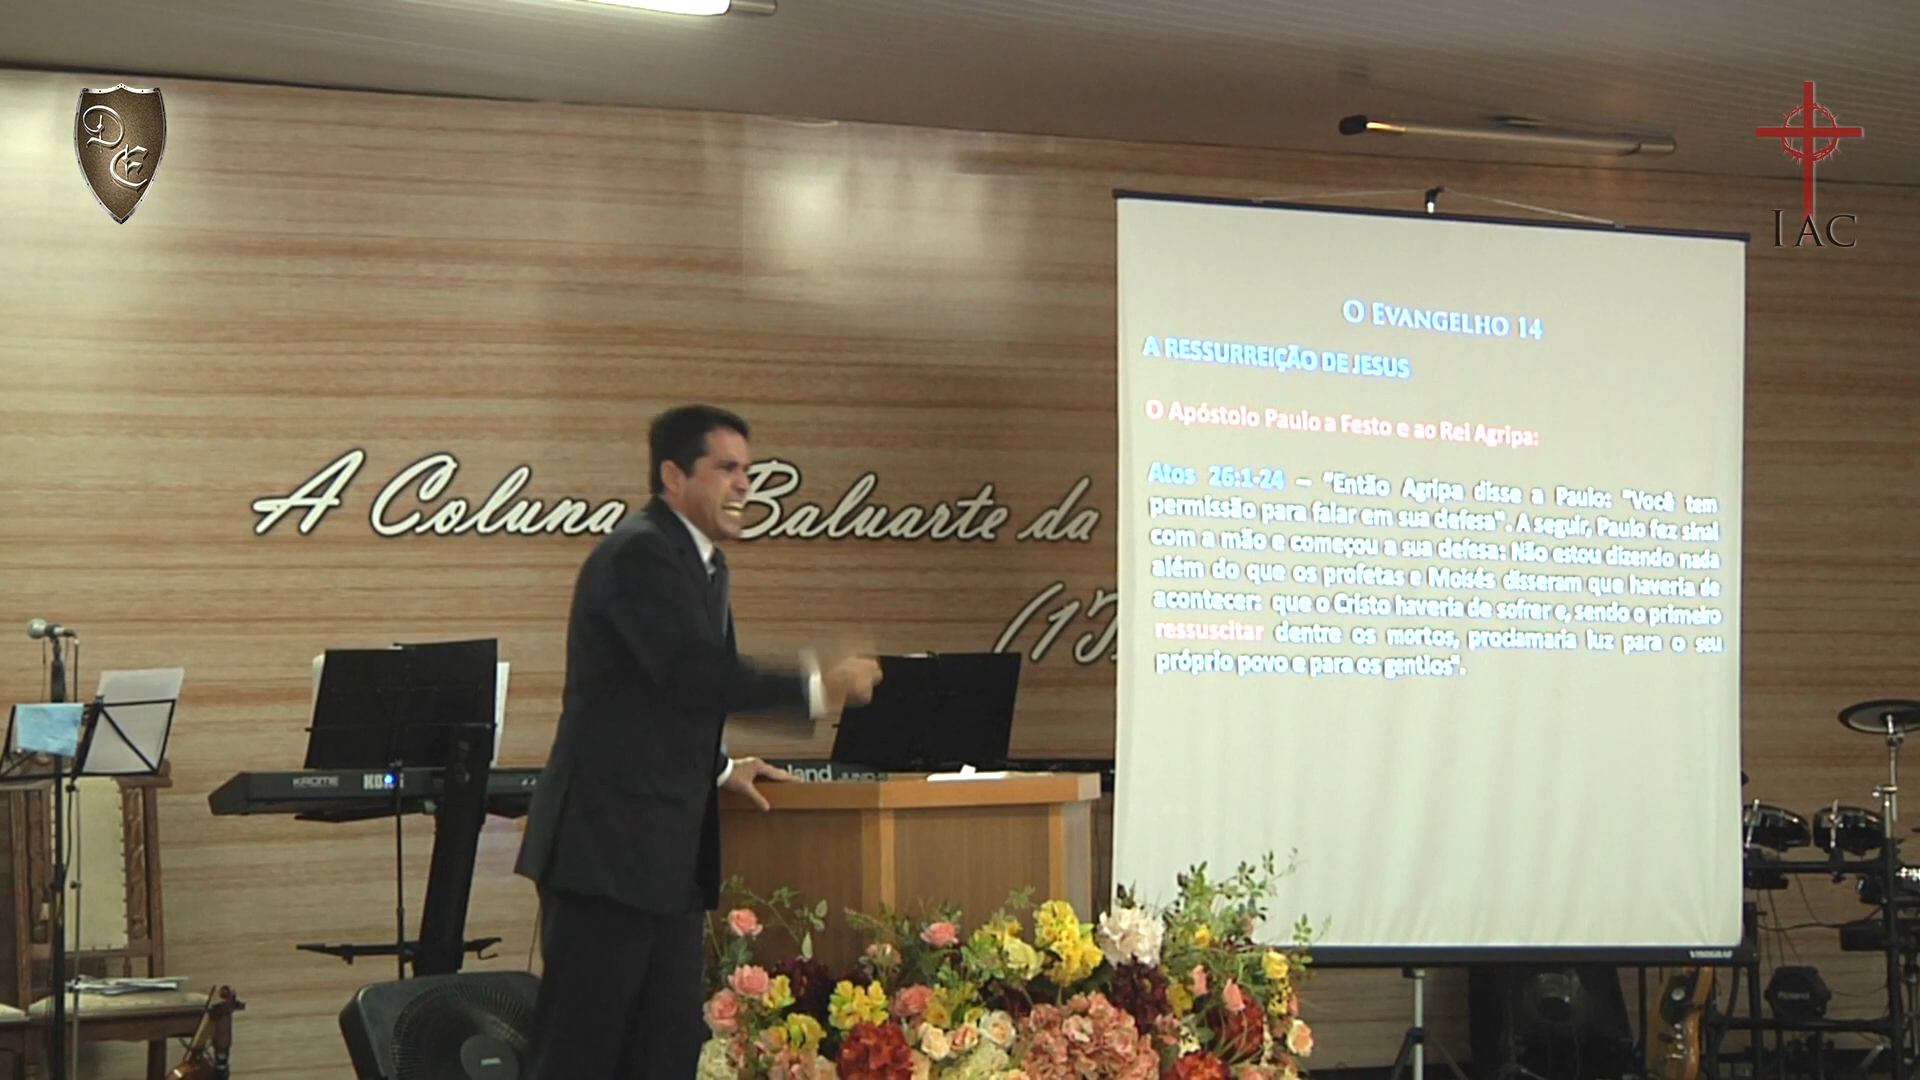 D E
IAC
O EVANGELHO 14
A RESSURREIÇÃO DE JESUS
O Apóstolo Paulo a Festo e ao Rei Agripa:
Atos 26:1-24 – "Então Agripa disse a Paulo: "Você tem
permissão para falar em sua defesa". A seguir, Paulo fez sinal
com a mão e começou a sua defesa: Não estou dizendo nada
além do que os profetas e Moisés disseram que haveria de
acontecer: que o Cristo haveria de sofrer e, sendo o primeiro
ressuscitar dentre os mortos, proclamaria luz para o seu
próprio povo e para os gentios".
A Coluna Baluarte da
(1
KROME KORG
Roland JUNO
Roland